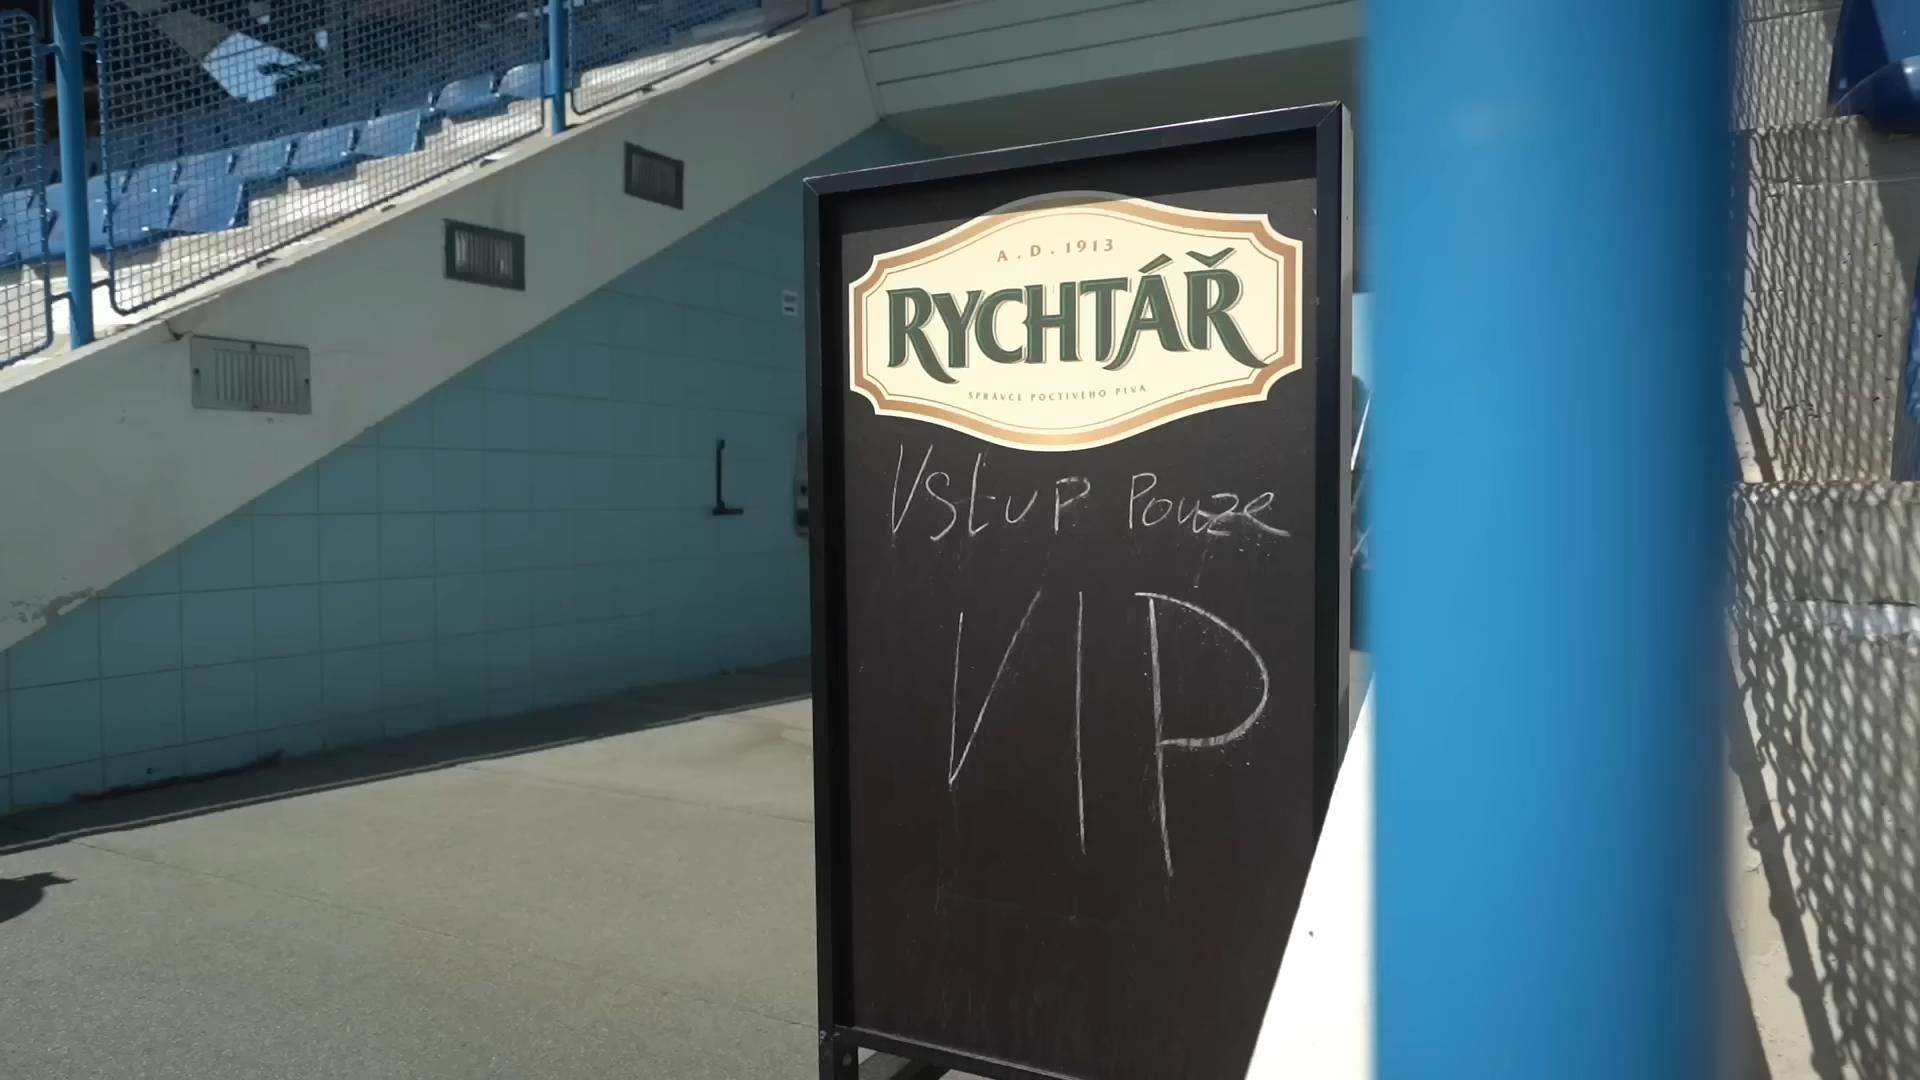 A.D.1913
RYCHTÁŘ
SPRÁVCE POCTIVÉHO PIVA
Vstup Pouze
VIP